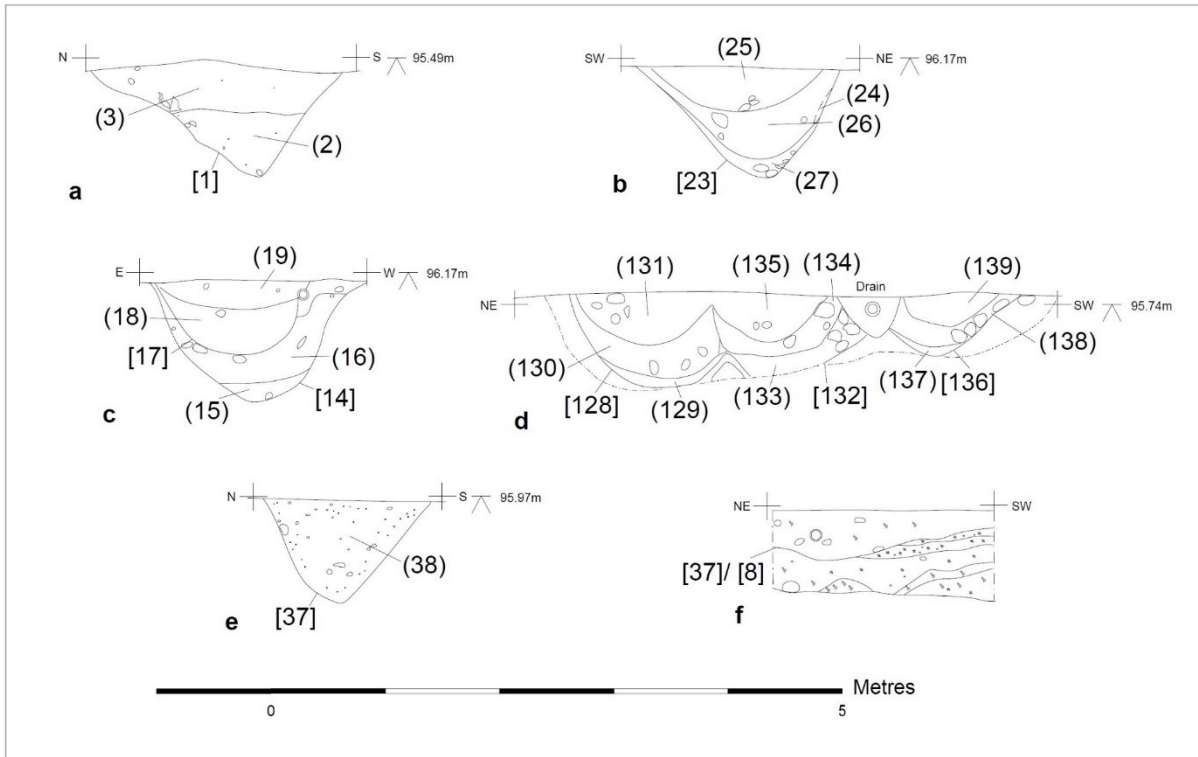 N S 95.49m
(3)
(2)
[1]
a
SW NE 96.17m
(25)
(24)
(26)
(27)
[23]
b
E W 96.17m
(19)
(18)
[17]
(16)
(15)
[14]
c
NE SW 95.74m
(131) (135) (134) Drain (139)
(130)
[128]
(129)
(133)
[132]
(137)
[136]
(138)
d
N S 95.97m
(38)
[37]
e
NE SW
[37]/ [8]
f
Metres
0 5